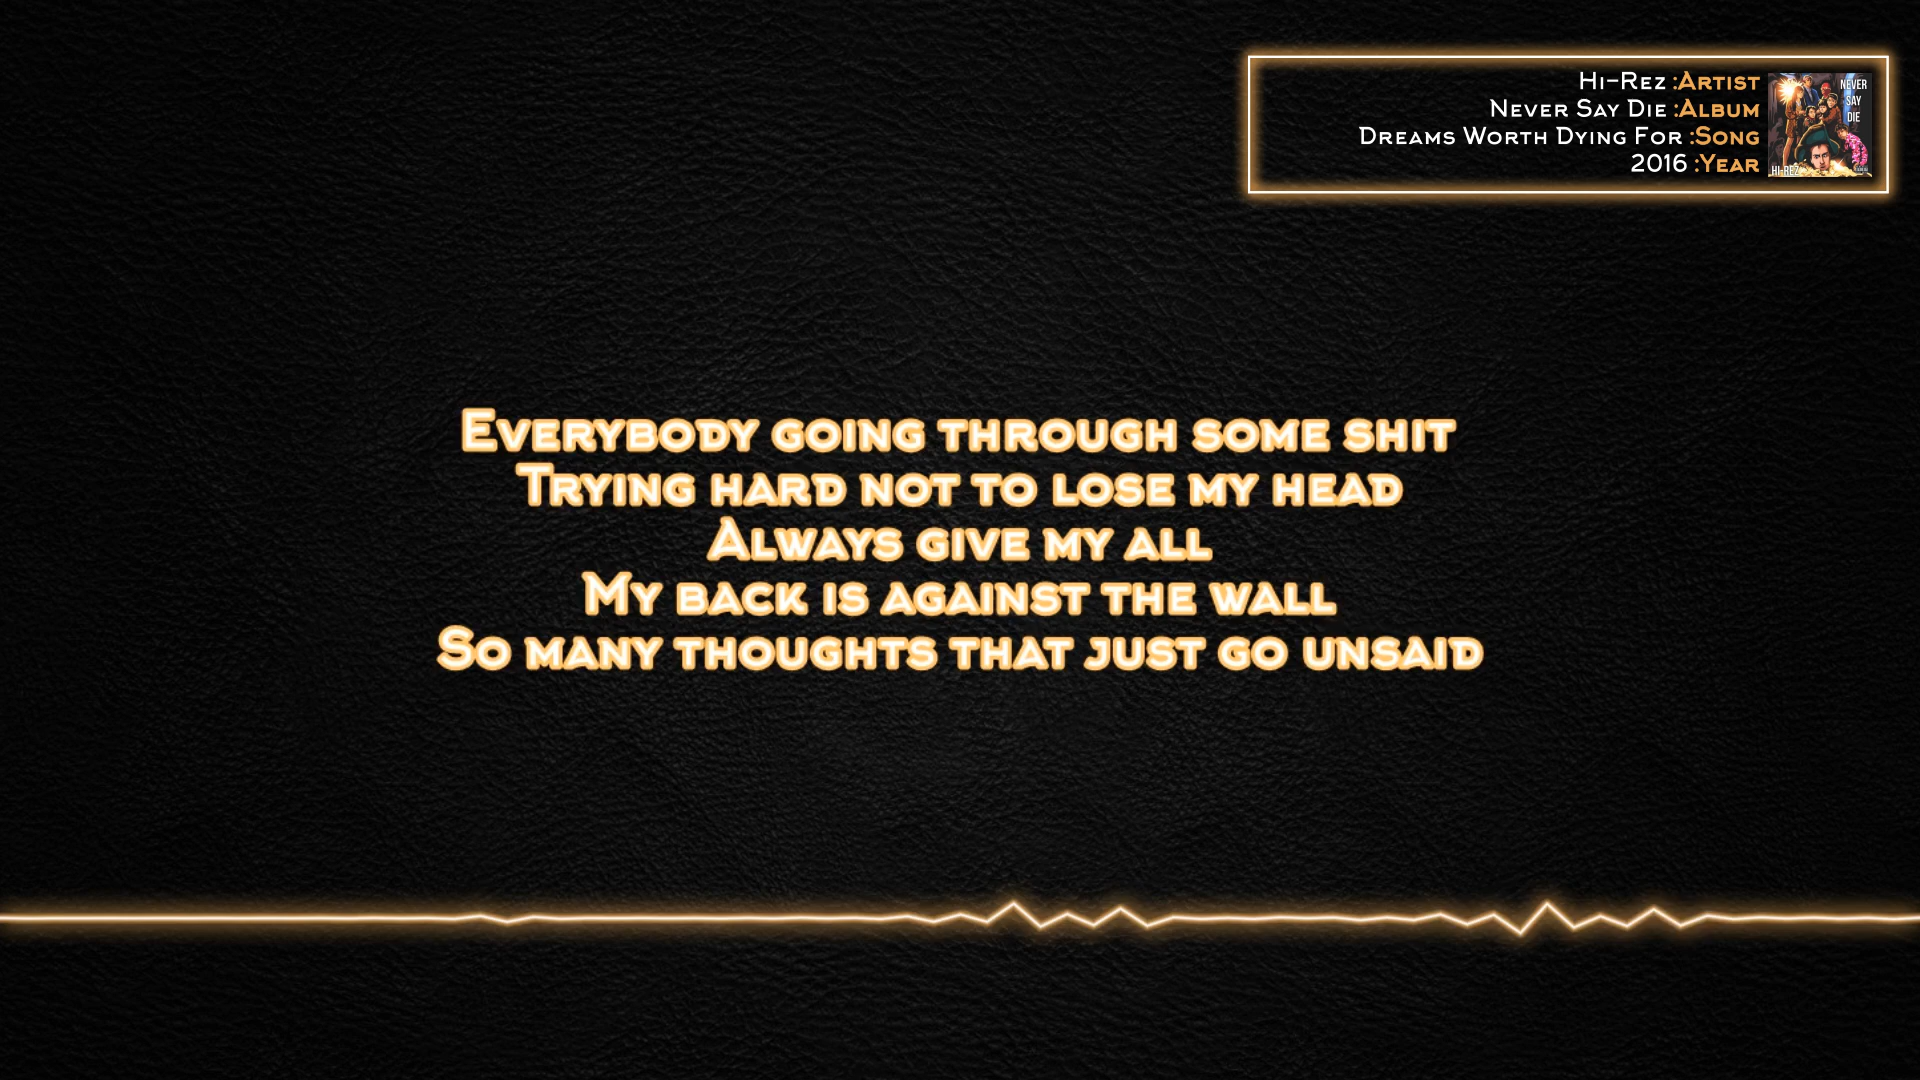 Hi-Rez :Artist
Never Say Die :Album
Dreams Worth Dying For :Song
2016 :Year
NEVER
SAY
DIE
HI-REZ
Everybody going through some shit
Trying hard not to lose my head
Always give my all
My back is against the wall
So many thoughts that just go unsaid